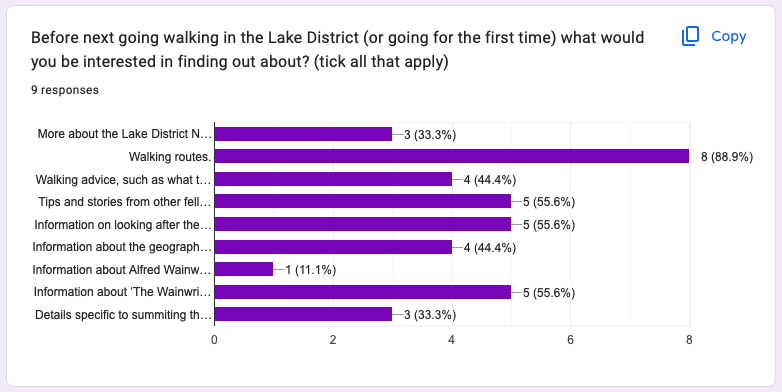 Before next going walking in the Lake District (or going for the first time) what would
you be interested in finding out about? (tick all that apply)
Copy
9 responses
More about the Lake District N...
3 (33.3%)
Walking routes.
8 (88.9%)
Walking advice, such as what t...
4 (44.4%)
Tips and stories from other fell...
5 (55.6%)
Information on looking after the...
5 (55.6%)
Information about the geograph...
4 (44.4%)
Information about Alfred Wainw...
1 (11.1%)
Information about 'The Wainwri...
5 (55.6%)
Details specific to summiting th...
3 (33.3%)
0 2 4 6 8